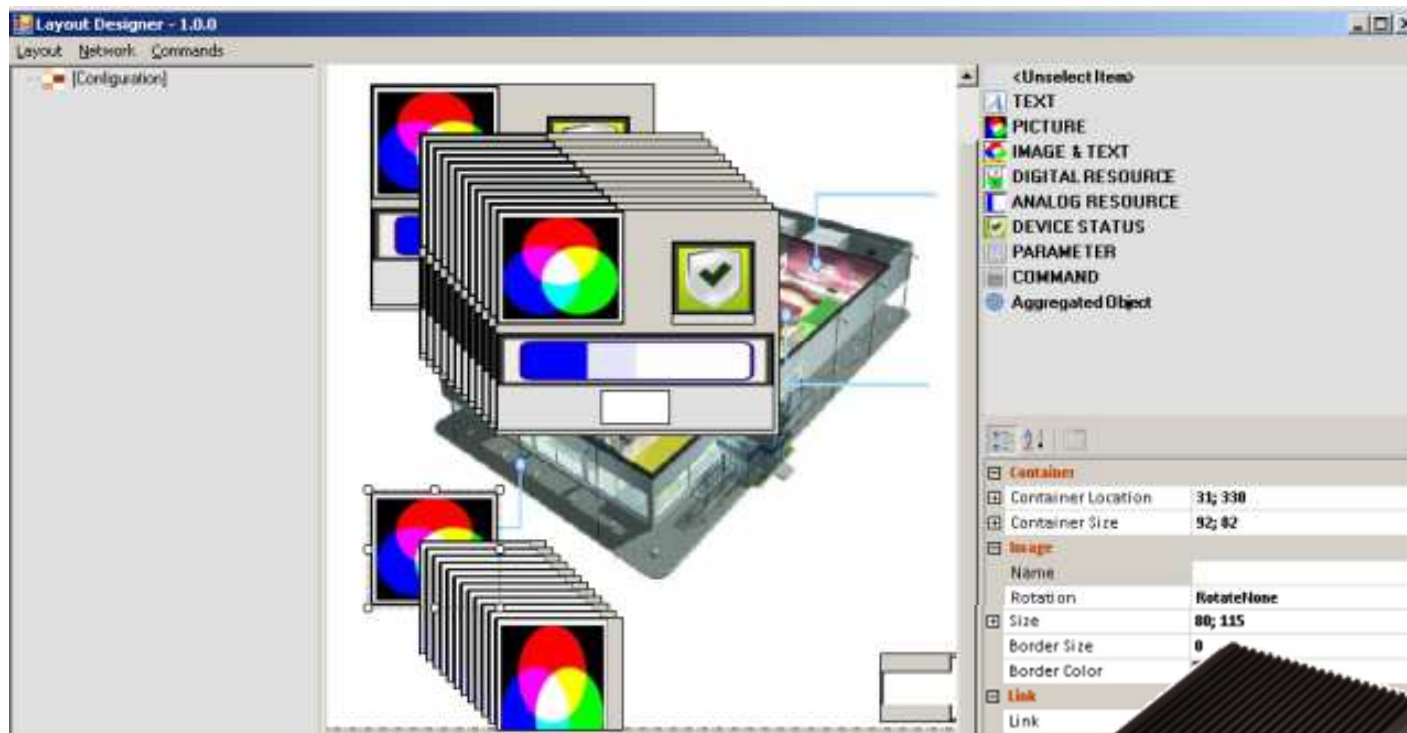 Layout Designer - 1.0.0
Layout Network Commands
[Configuration]
<Unselect Item>
TEXT
PICTURE
IMAGE & TEXT
DIGITAL RESOURCE
ANALOG RESOURCE
DEVICE STATUS
PARAMETER
COMMAND
Aggregated Object
Container
Container Location 31; 330
Container Size 92; 82
Image
Name
Rotation RotateNone
Size 80; 115
Border Size 0
Border Color
Link
Link